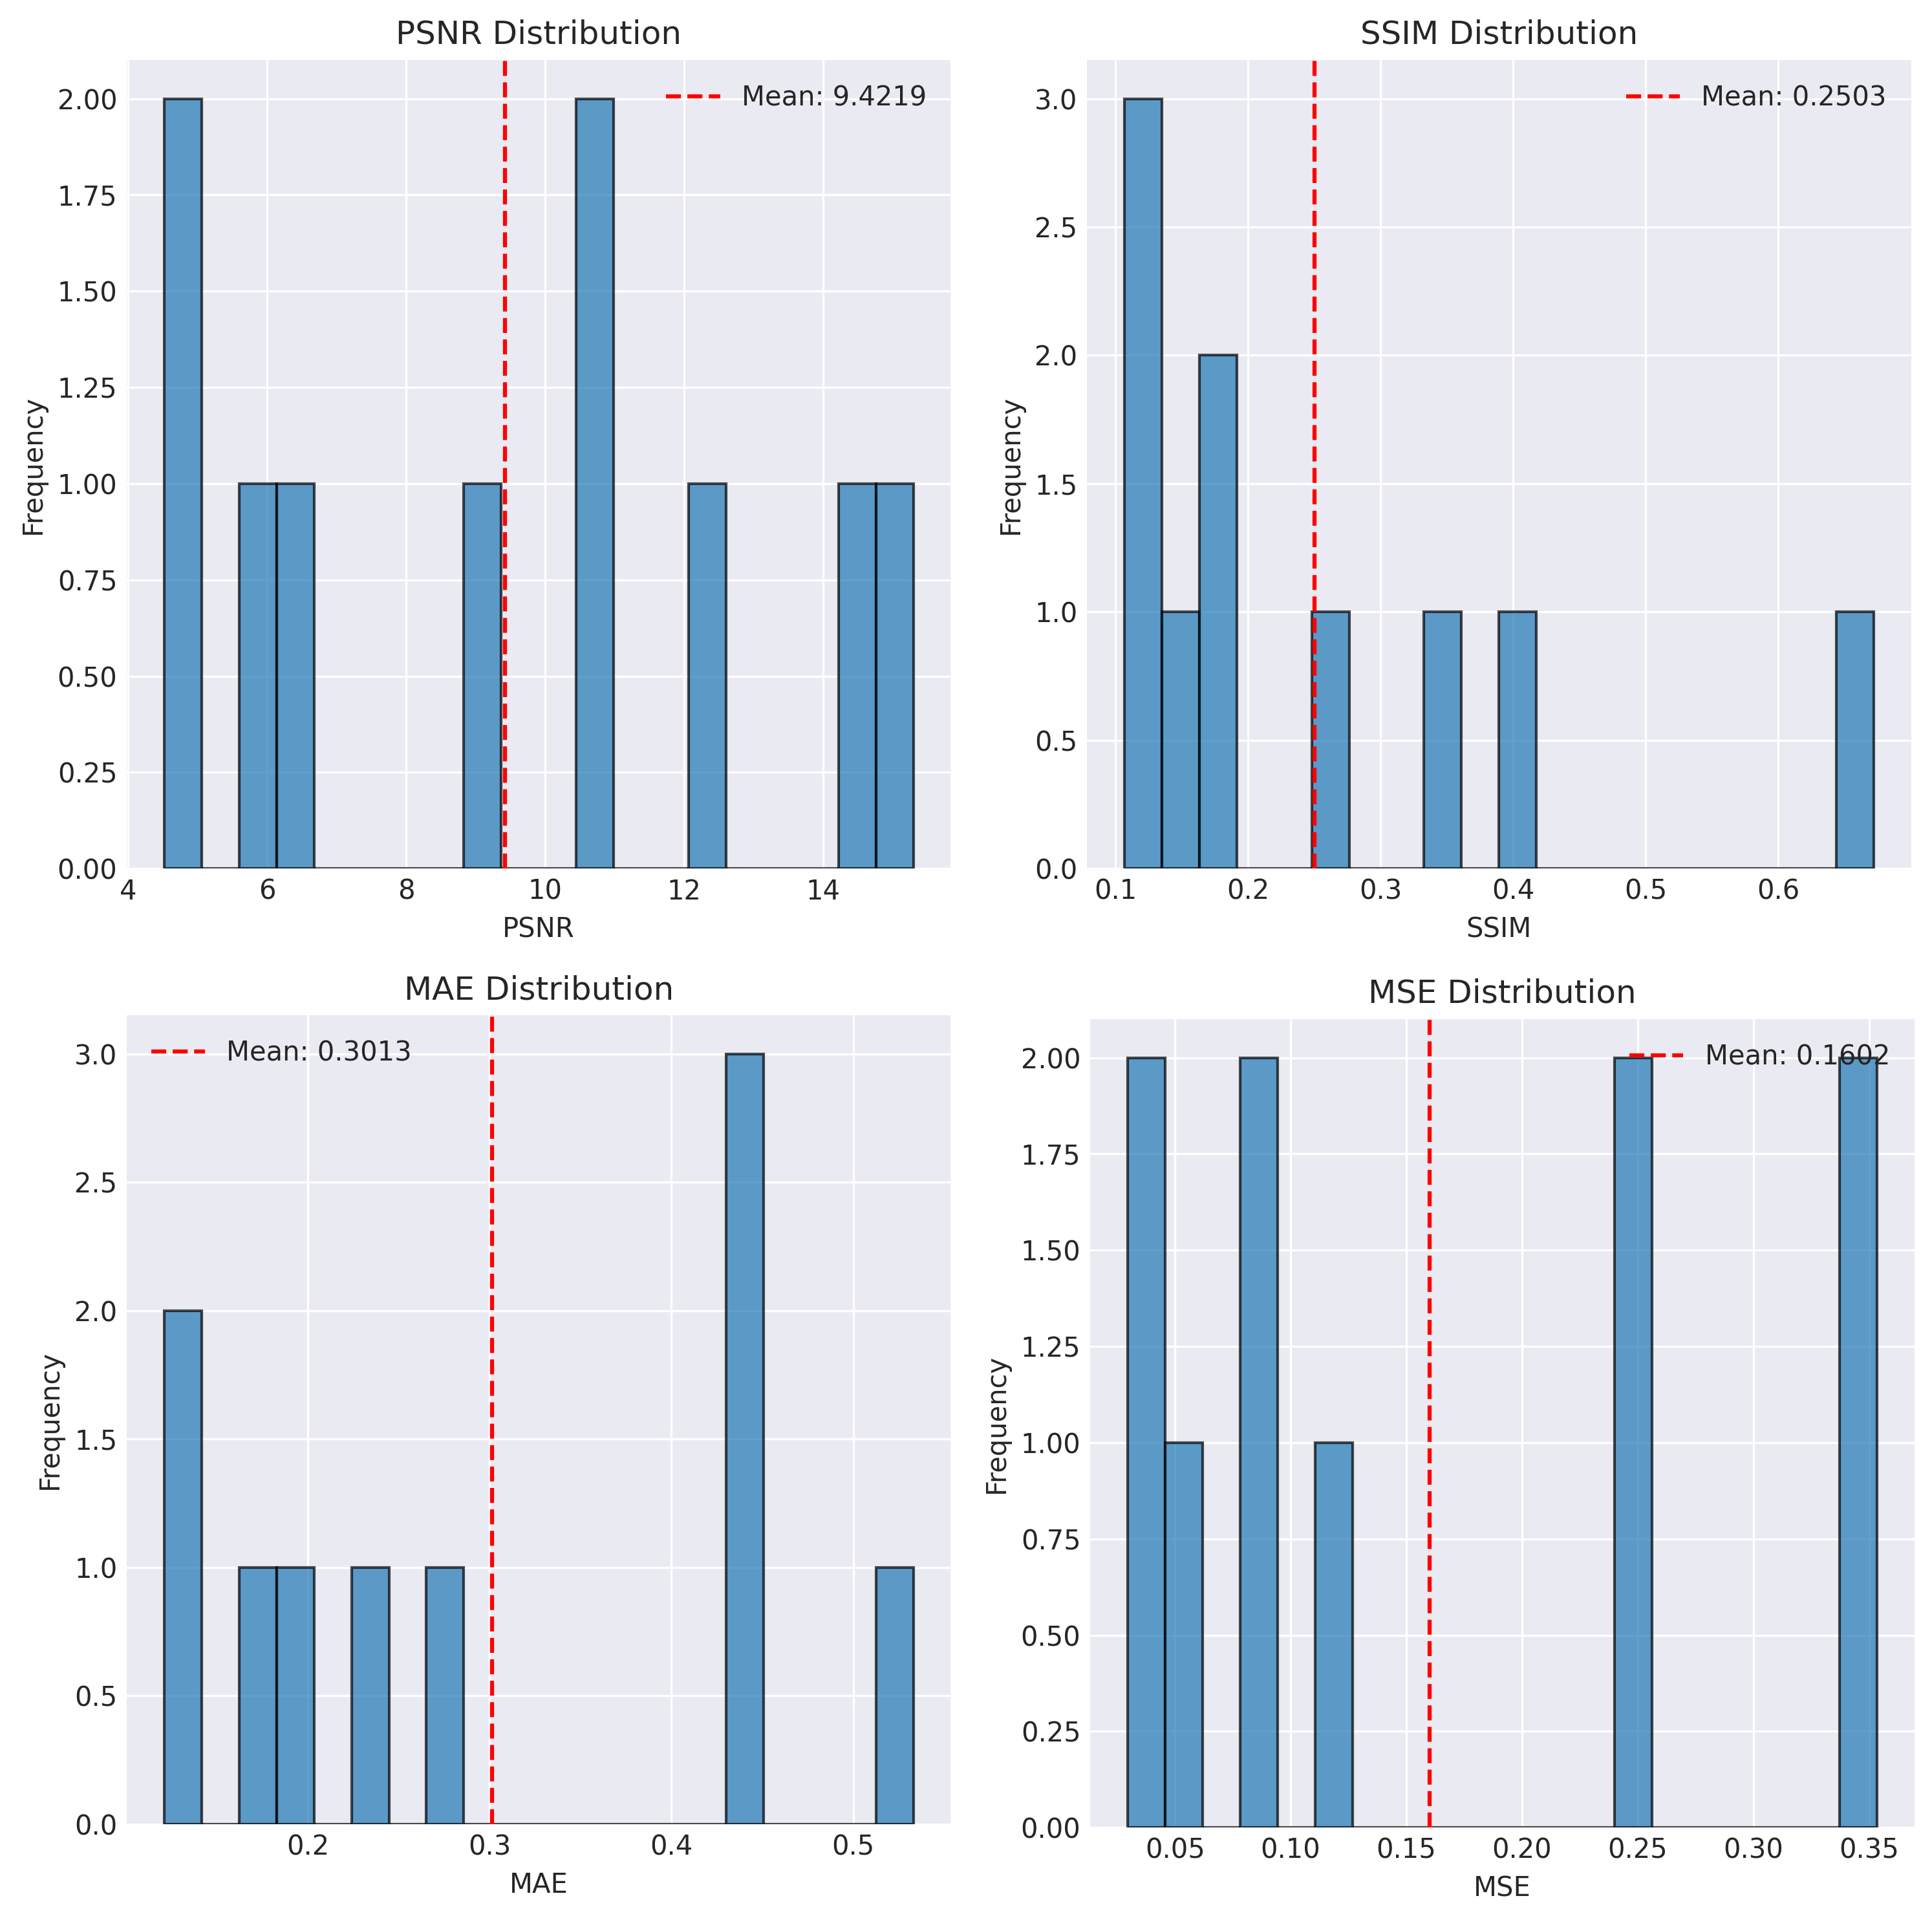 PSNR Distribution
Mean: 9.4219
2.00
1.75
1.50
1.25
1.00
0.75
0.50
0.25
0.00
Frequency
4 6 8 10 12 14
PSNR
SSIM Distribution
Mean: 0.2503
3.0
2.5
2.0
1.5
1.0
0.5
0.0
Frequency
0.1 0.2 0.3 0.4 0.5 0.6
SSIM
MAE Distribution
Mean: 0.3013
3.0
2.5
2.0
1.5
1.0
0.5
0.0
Frequency
0.2 0.3 0.4 0.5
MAE
MSE Distribution
Mean: 0.1602
2.00
1.75
1.50
1.25
1.00
0.75
0.50
0.25
0.00
Frequency
0.05 0.10 0.15 0.20 0.25 0.30 0.35
MSE